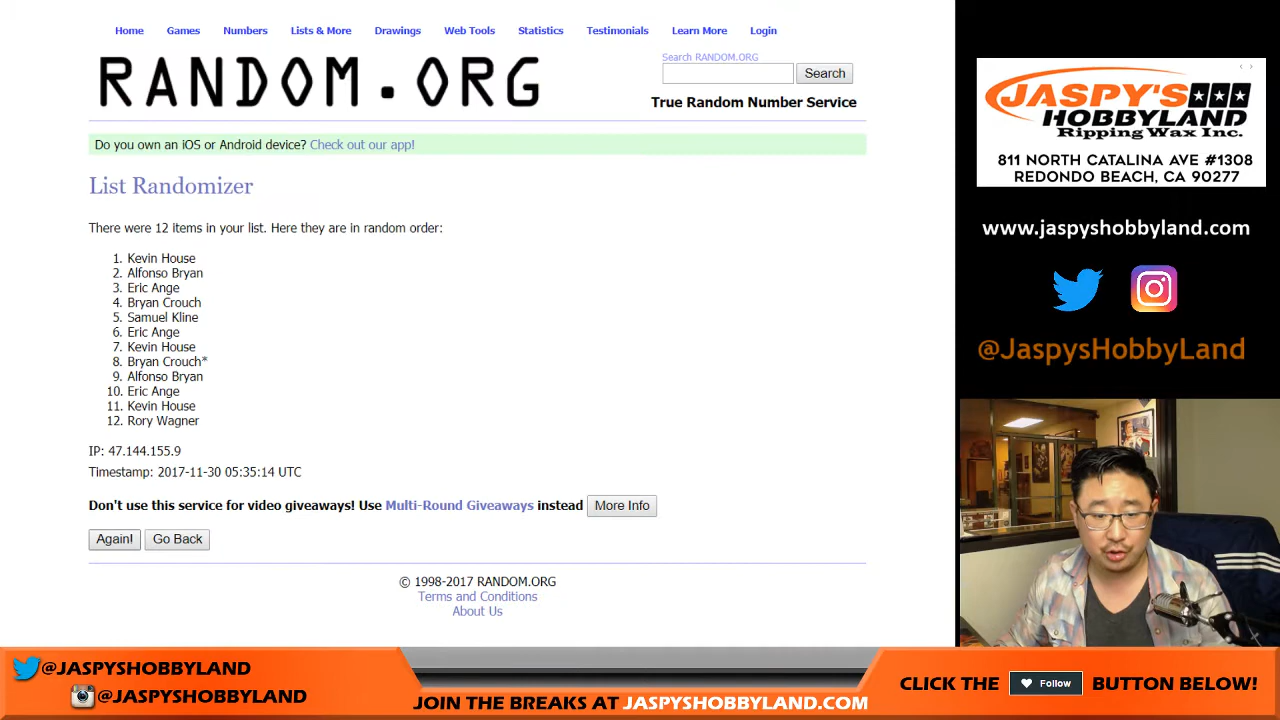 Home Games Numbers Lists & More Drawings Web Tools Statistics Testimonials Learn More Login
RANDOM.ORG
Search RANDOM.ORG
Search
True Random Number Service
Do you own an iOS or Android device? Check out our app!
List Randomizer
There were 12 items in your list. Here they are in random order:
1. Kevin House
2. Alfonso Bryan
3. Eric Ange
4. Bryan Crouch
5. Samuel Kline
6. Eric Ange
7. Kevin House
8. Bryan Crouch*
9. Alfonso Bryan
10. Eric Ange
11. Kevin House
12. Rory Wagner
IP: 47.144.155.9
Timestamp: 2017-11-30 05:35:14 UTC
Don't use this service for video giveaways! Use Multi-Round Giveaways instead More Info
Again! Go Back
© 1998-2017 RANDOM.ORG
Terms and Conditions
About Us
JASPY'S
HOBBYLAND
Ripping Wax Inc.
811 NORTH CATALINA AVE #1308
REDONDO BEACH, CA 90277
www.jaspyshobbyland.com
@JaspysHobbyLand
@JASPYSHOBBYLAND
@JASPYSHOBBYLAND
JOIN THE BREAKS AT JASPYSHOBBYLAND.COM
CLICK THE Follow BUTTON BELOW!